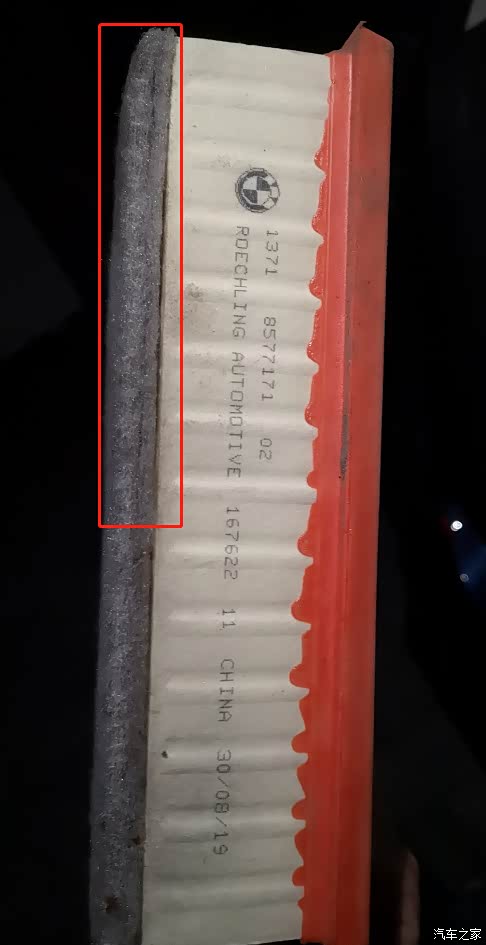 1371 8577171 02
ROECHLING AUTOMOTIVE 167622 11 CHINA 30/08/19
汽车之家